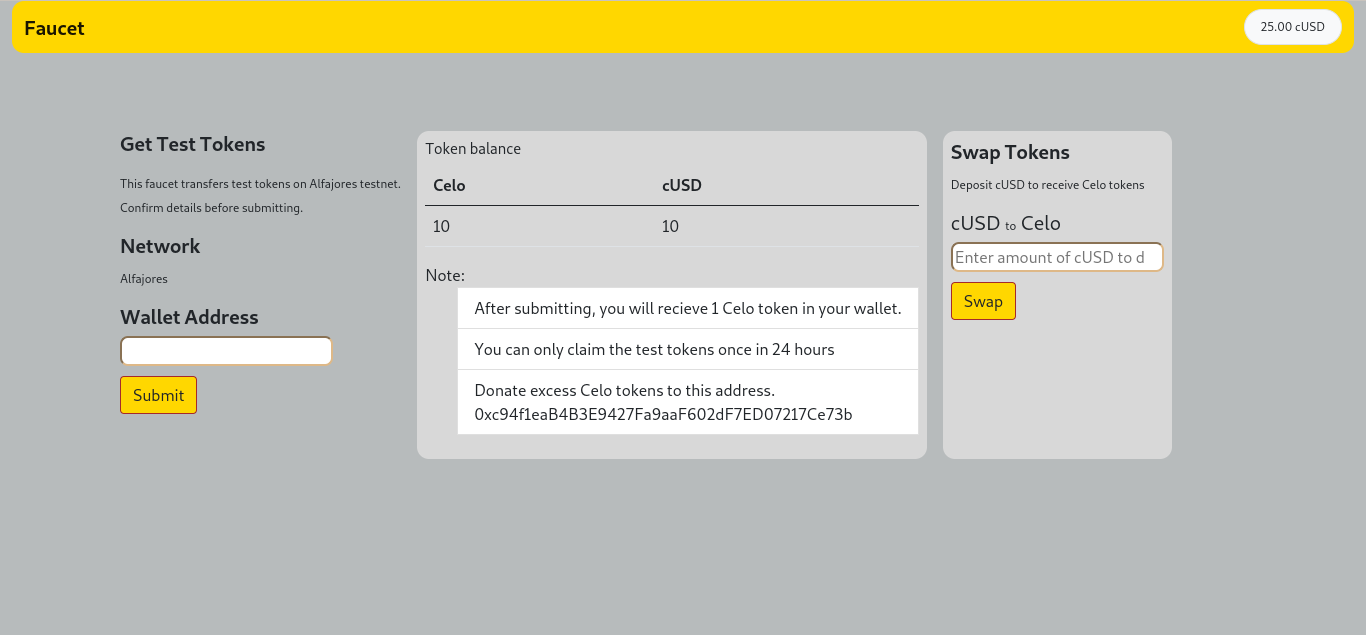 Faucet
25.00 cUSD
Get Test Tokens
This faucet transfers test tokens on Alfajores testnet.
Confirm details before submitting.
Network
Alfajores
Wallet Address
Submit
Token balance
Celo cUSD
10 10
Note:
After submitting, you will recieve 1 Celo token in your wallet.
You can only claim the test tokens once in 24 hours
Donate excess Celo tokens to this address.
0xc94f1eaB4B3E9427Fa9aaF602dF7ED07217Ce73b
Swap Tokens
Deposit cUSD to receive Celo tokens
cUSD to Celo
Enter amount of cUSD to d
Swap